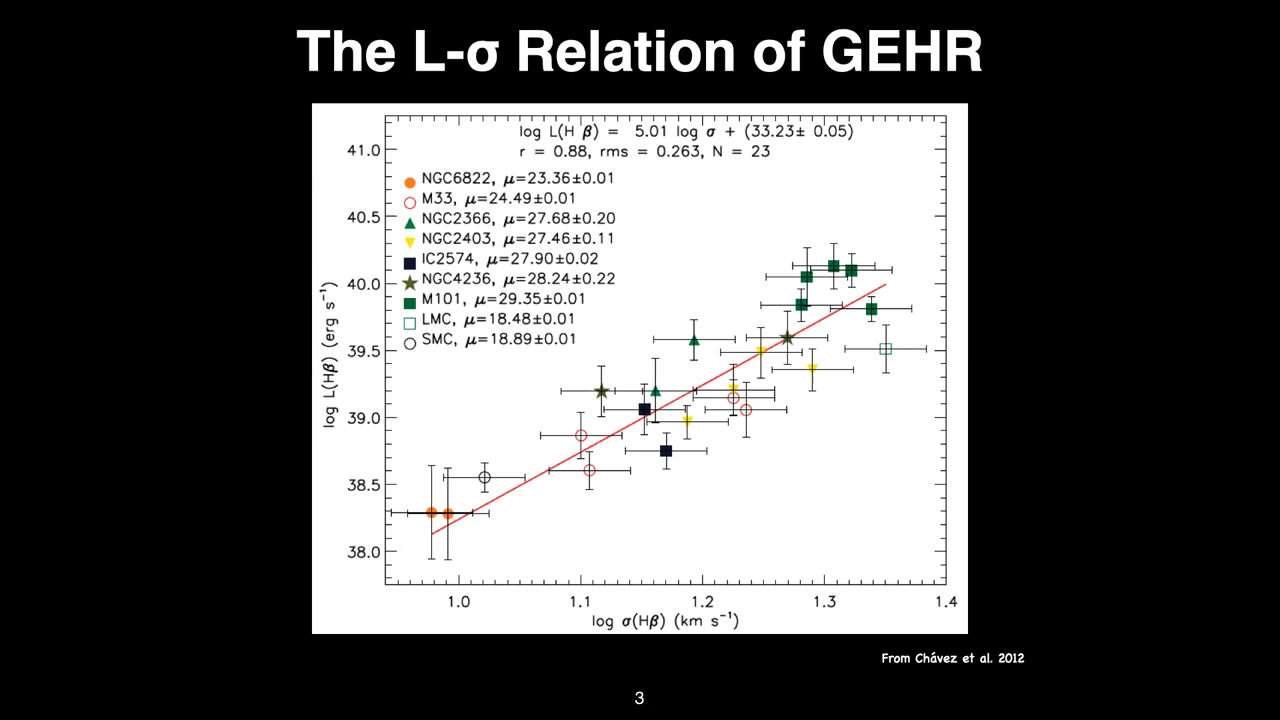 The L-σ Relation of GEHR
log L(H β) = 5.01 log σ + (33.23± 0.05)
r = 0.88, rms = 0.263, N = 23
NGC6822, μ=23.36±0.01
M33, μ=24.49±0.01
NGC2366, μ=27.68±0.20
NGC2403, μ=27.46±0.11
IC2574, μ=27.90±0.02
NGC4236, μ=28.24±0.22
M101, μ=29.35±0.01
LMC, μ=18.48±0.01
SMC, μ=18.89±0.01
log L(Hβ) (erg s⁻¹)
41.0
40.5
40.0
39.5
39.0
38.5
38.0
1.0 1.1 1.2 1.3 1.4
log σ(Hβ) (km s⁻¹)
From Chávez et al. 2012
3